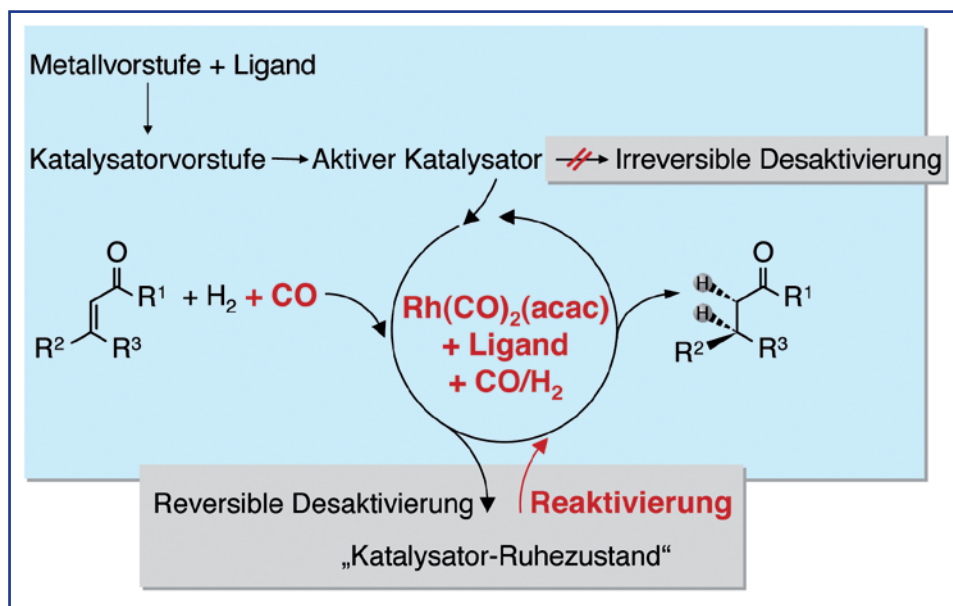 Metallvorstufe + Ligand
Katalysatorvorstufe → Aktiver Katalysator
Irreversible Desaktivierung
O
R¹ + H₂ + CO
R² R³
Rh(CO)₂(acac)
+ Ligand
+ CO/H₂
O
H
R¹
H
R² R³
Reversible Desaktivierung
Reaktivierung
„Katalysator-Ruhezustand“